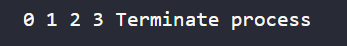 0 1 2 3 Terminate process